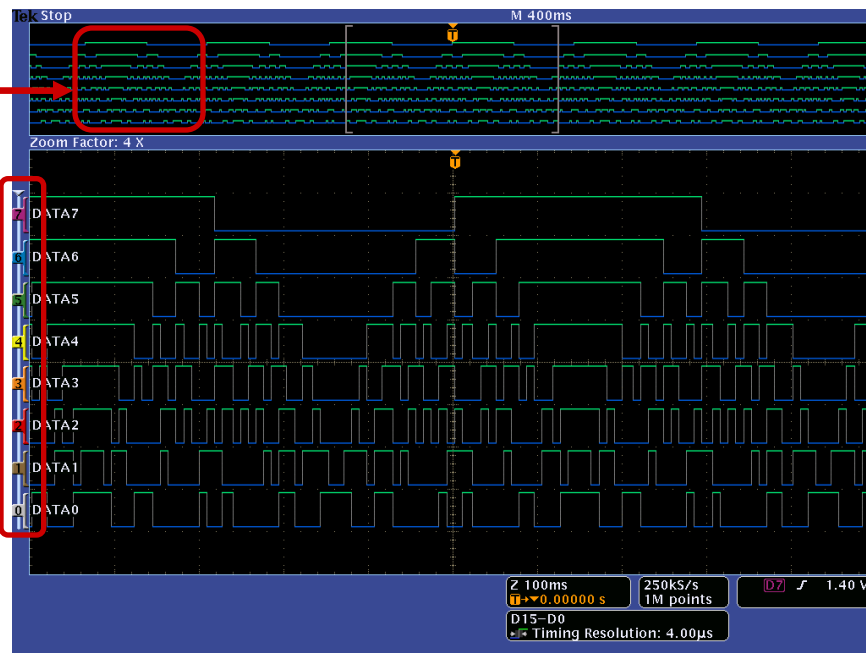 Tek Stop M 400ms
T
Zoom Factor: 4 X
T
7 DATA7
6 DATA6
5 DATA5
4 DATA4
3 DATA3
2 DATA2
1 DATA1
0 DATA0
Z 100ms 250kS/s D7 1.40 V
T→▼0.00000 s 1M points
D15-D0
Timing Resolution: 4.00µs